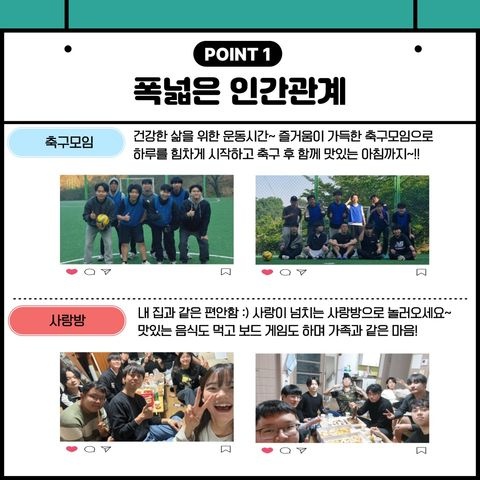 POINT 1
폭넓은 인간관계
축구모임
건강한 삶을 위한 운동시간~ 즐거움이 가득한 축구모임으로
하루를 힘차게 시작하고 축구 후 함께 맛있는 아침까지~!!
사랑방
내 집과 같은 편안함 :) 사랑이 넘치는 사랑방으로 놀러오세요~
맛있는 음식도 먹고 보드 게임도 하며 가족과 같은 마음!